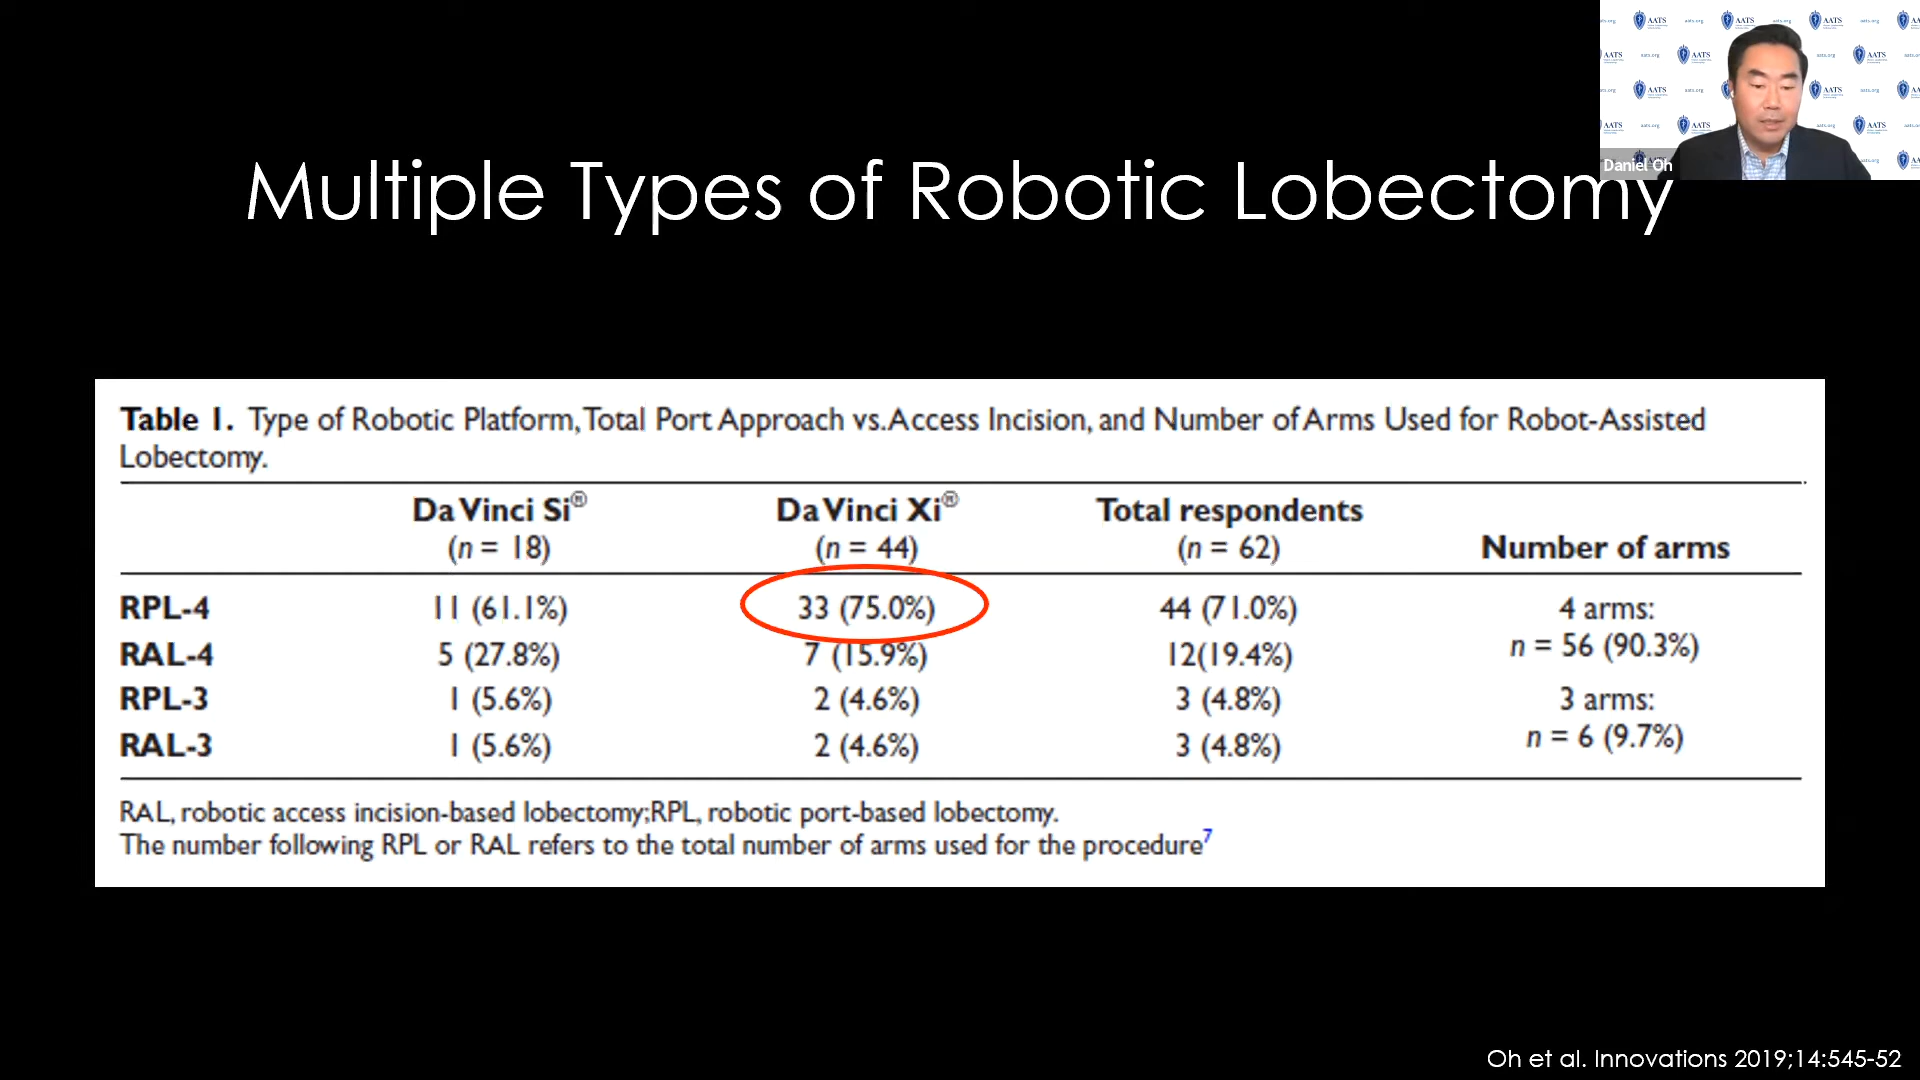 AATS
aats.org
Daniel Oh
Multiple Types of Robotic Lobectomy
Table 1. Type of Robotic Platform, Total Port Approach vs. Access Incision, and Number of Arms Used for Robot-Assisted
Lobectomy.
Da Vinci Si® Da Vinci Xi® Total respondents
(n = 18) (n = 44) (n = 62) Number of arms
RPL-4 11 (61.1%) 33 (75.0%) 44 (71.0%) 4 arms:
n = 56 (90.3%)
RAL-4 5 (27.8%) 7 (15.9%) 12(19.4%)
RPL-3 1 (5.6%) 2 (4.6%) 3 (4.8%) 3 arms:
n = 6 (9.7%)
RAL-3 1 (5.6%) 2 (4.6%) 3 (4.8%)
RAL, robotic access incision-based lobectomy;RPL, robotic port-based lobectomy.
The number following RPL or RAL refers to the total number of arms used for the procedure7
Oh et al. Innovations 2019;14:545-52